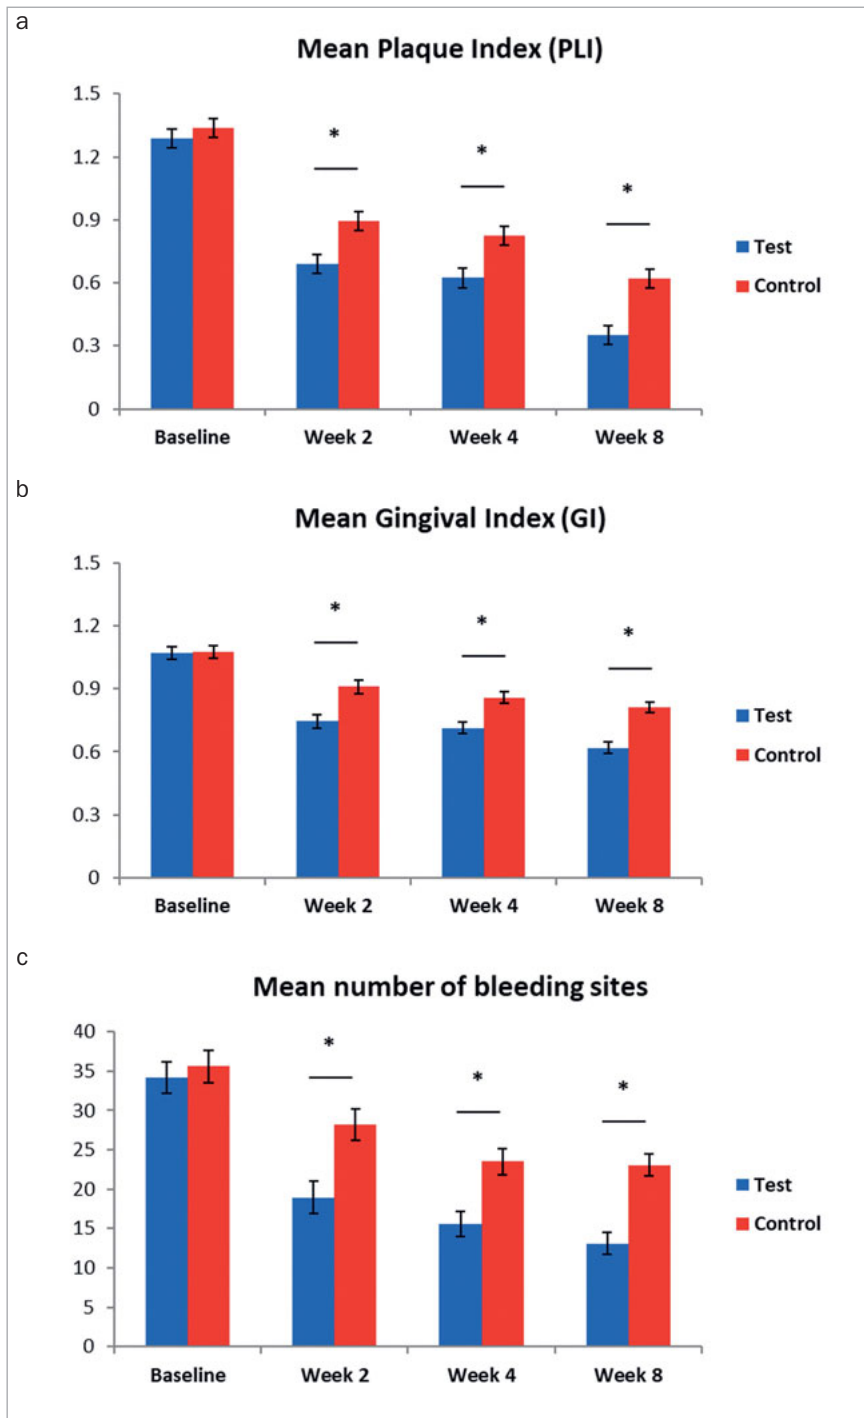 a
Mean Plaque Index (PLI)
1.5
1.2
0.9
0.6
0.3
0
*
*
*
Baseline
Week 2
Week 4
Week 8
Test
Control
b
Mean Gingival Index (GI)
1.5
1.2
0.9
0.6
0.3
0
*
*
*
Baseline
Week 2
Week 4
Week 8
Test
Control
c
Mean number of bleeding sites
40
35
30
25
20
15
10
5
0
*
*
*
Baseline
Week 2
Week 4
Week 8
Test
Control